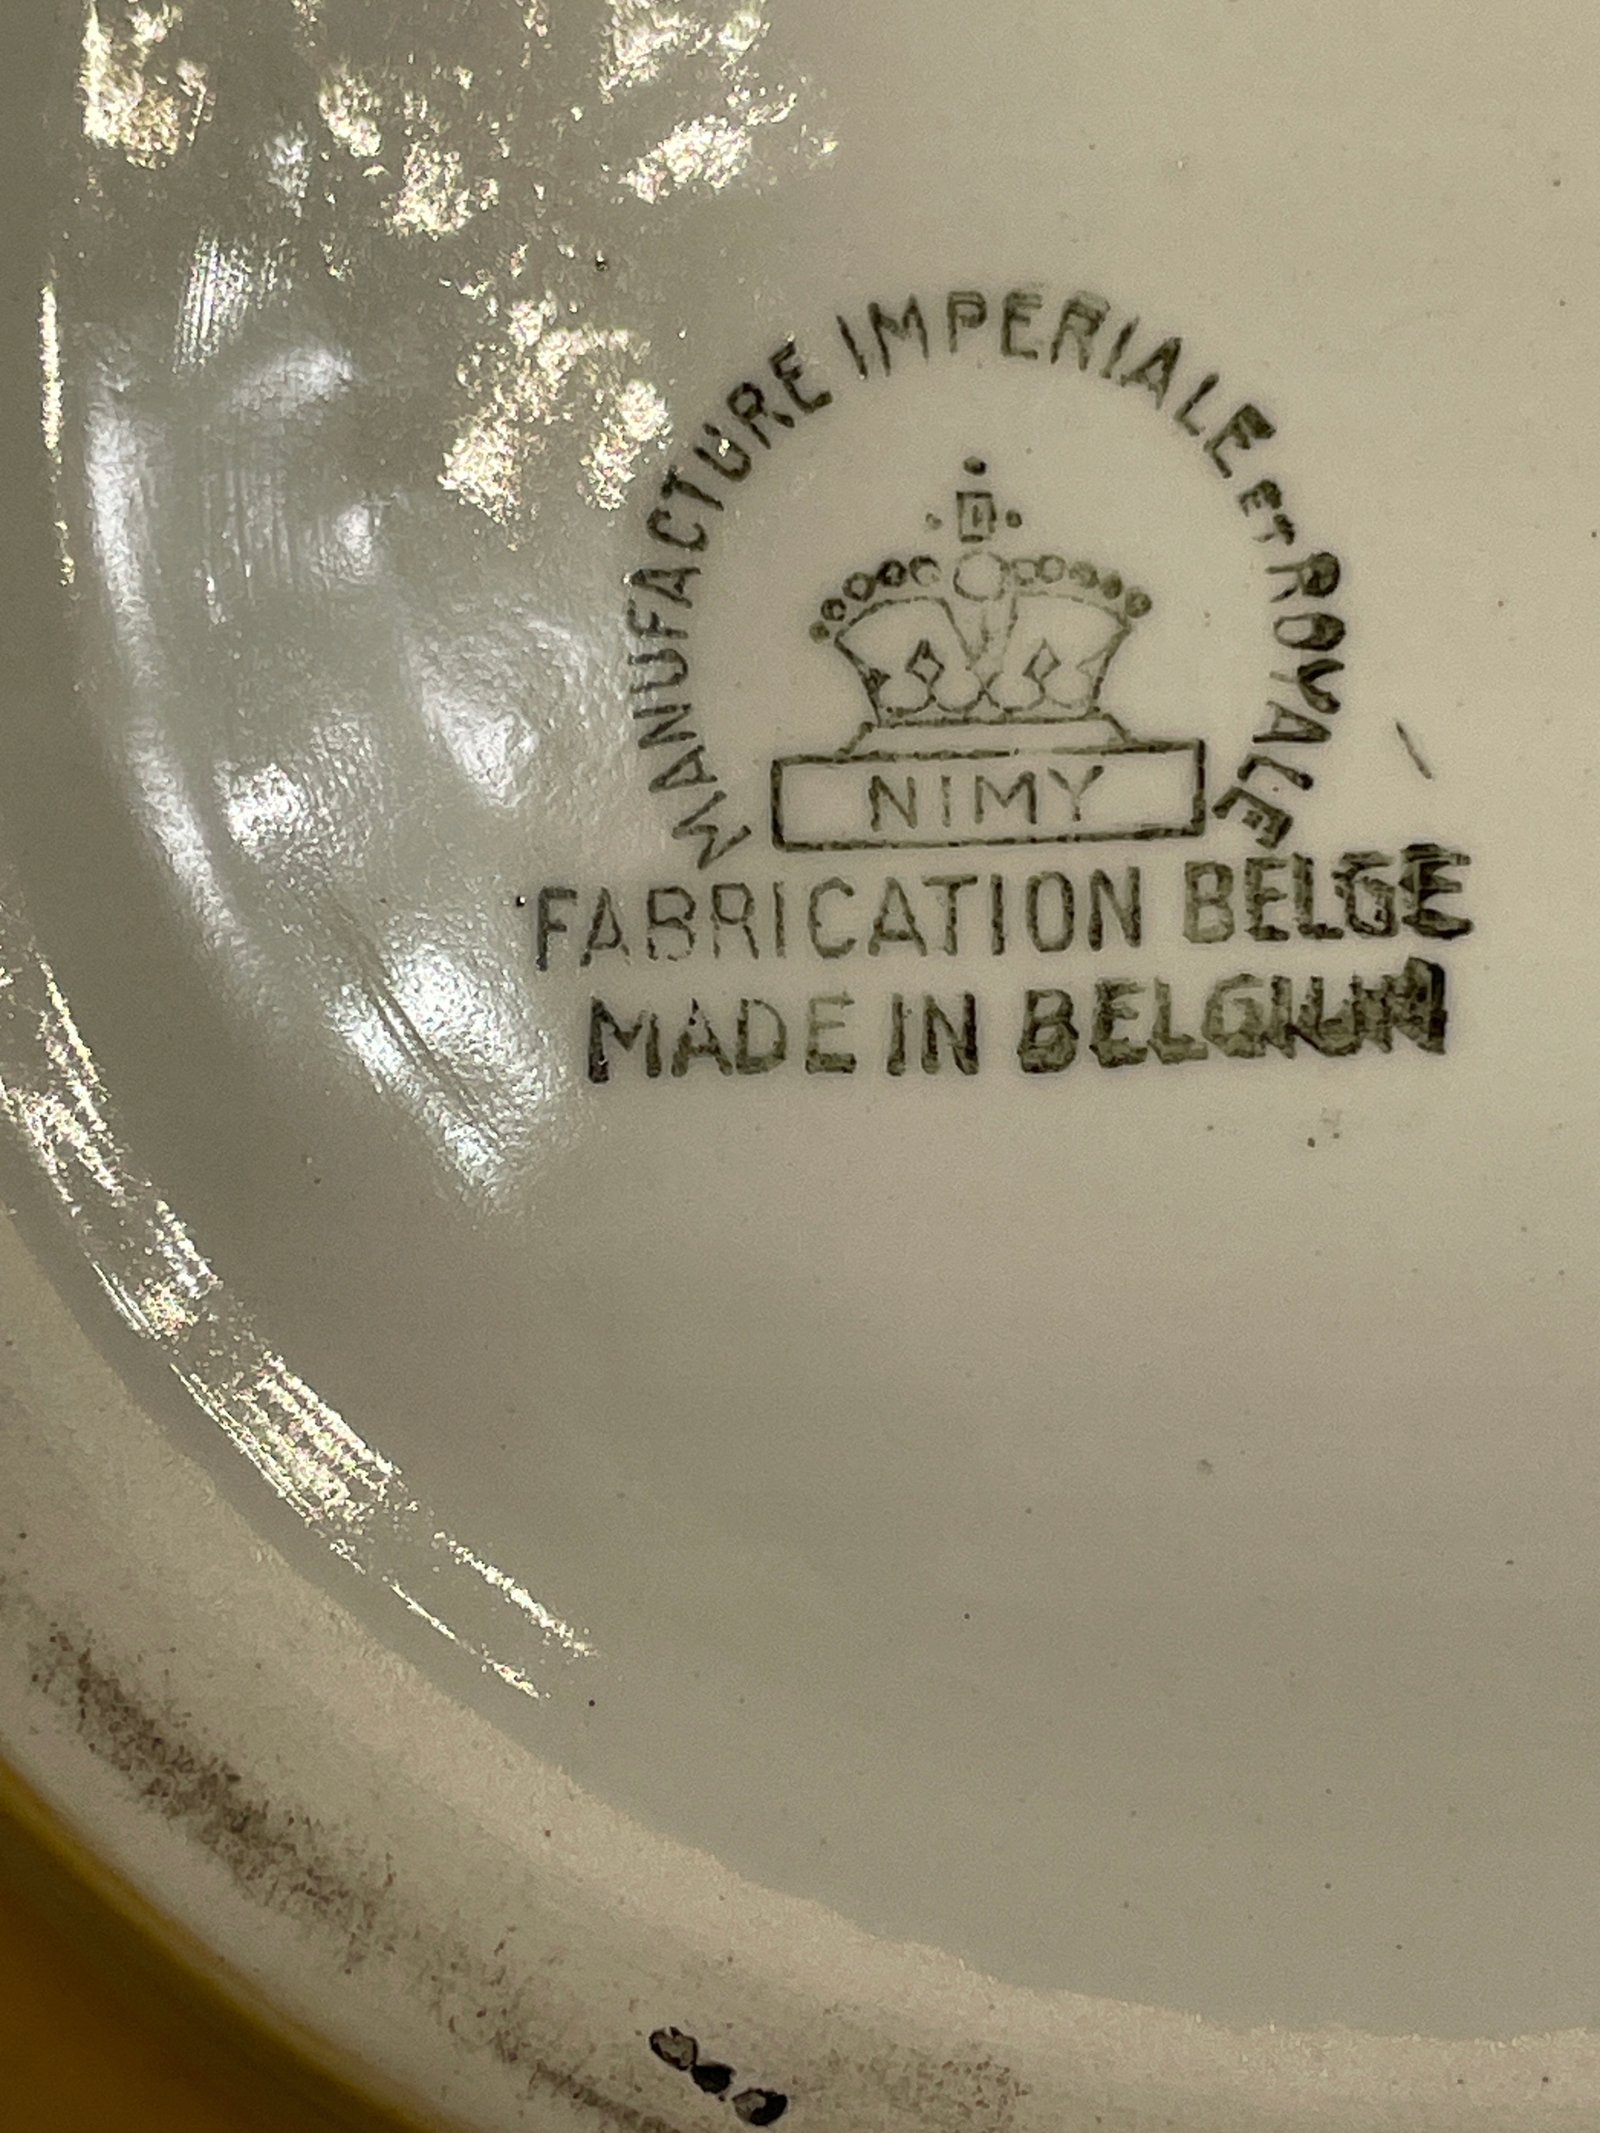 MANUFACTURE IMPERIALE ET ROYALE
NIMY
FABRICATION BELGE
MADE IN BELGIUM